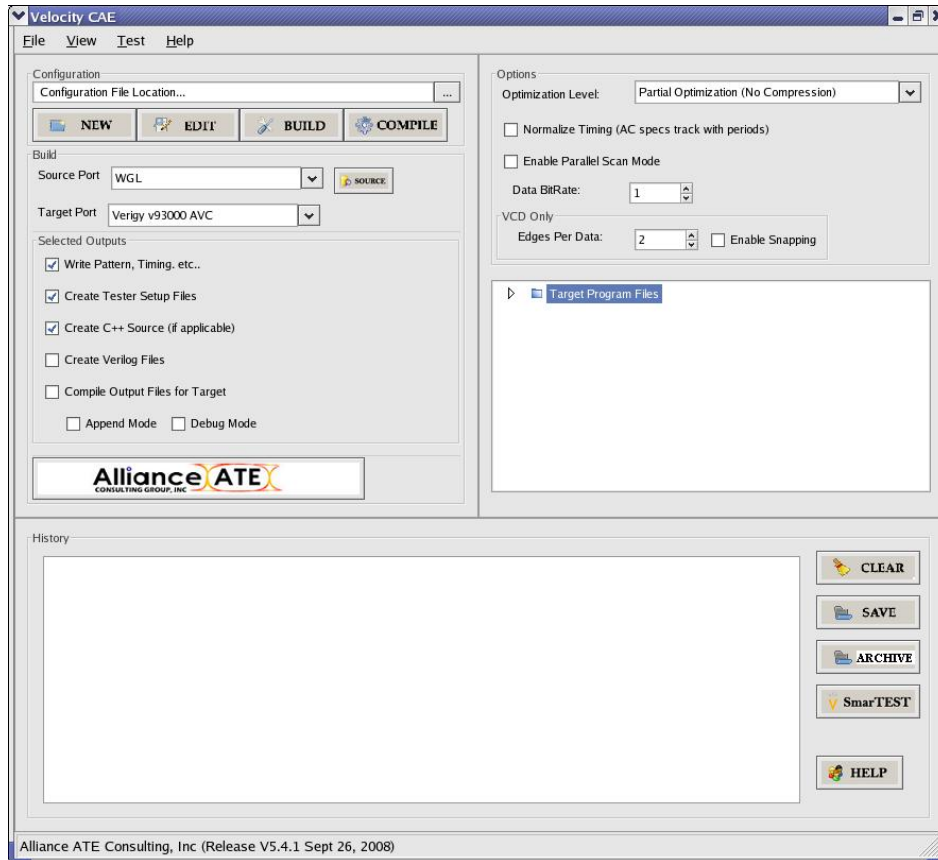 Velocity CAE
File View Test Help
Configuration
Configuration File Location...
...
NEW EDIT BUILD COMPILE
Build
Source Port WGL SOURCE
Target Port Verigy v93000 AVC
Selected Outputs
Write Pattern, Timing. etc..
Create Tester Setup Files
Create C++ Source (if applicable)
Create Verilog Files
Compile Output Files for Target
Append Mode Debug Mode
Alliance ATE
CONSULTING GROUP, INC
Options
Optimization Level: Partial Optimization (No Compression)
Normalize Timing (AC specs track with periods)
Enable Parallel Scan Mode
Data BitRate: 1
VCD Only
Edges Per Data: 2 Enable Snapping
Target Program Files
History
CLEAR
SAVE
ARCHIVE
SmarTEST
HELP
Alliance ATE Consulting, Inc (Release V5.4.1 Sept 26, 2008)